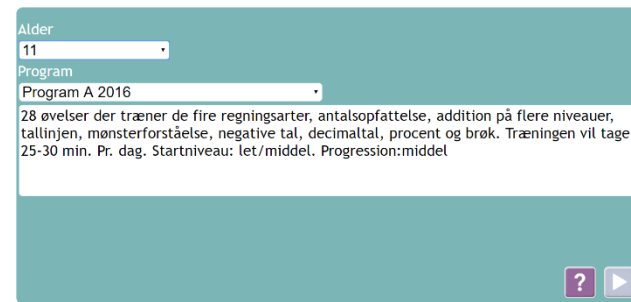 Alder
11
Program
Program A 2016
28 øvelser der træner de fire regningsarter, antalsopfattelse, addition på flere niveauer,
tallinjen, mønsterforståelse, negative tal, decimaltal, procent og brøk. Træningen vil tage
25-30 min. Pr. dag. Startniveau: let/middel. Progression:middel
?